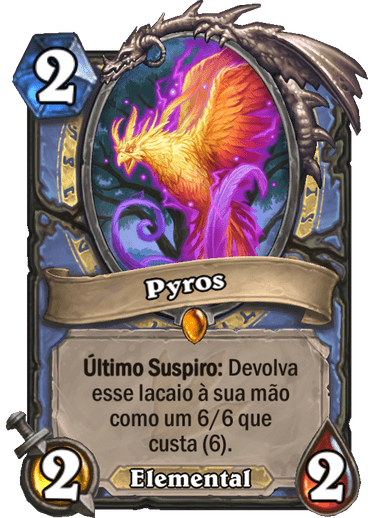 2
Pyros
Último Suspiro: Devolva
esse lacaio à sua mão
como um 6/6 que
custa (6).
2
Elemental
2